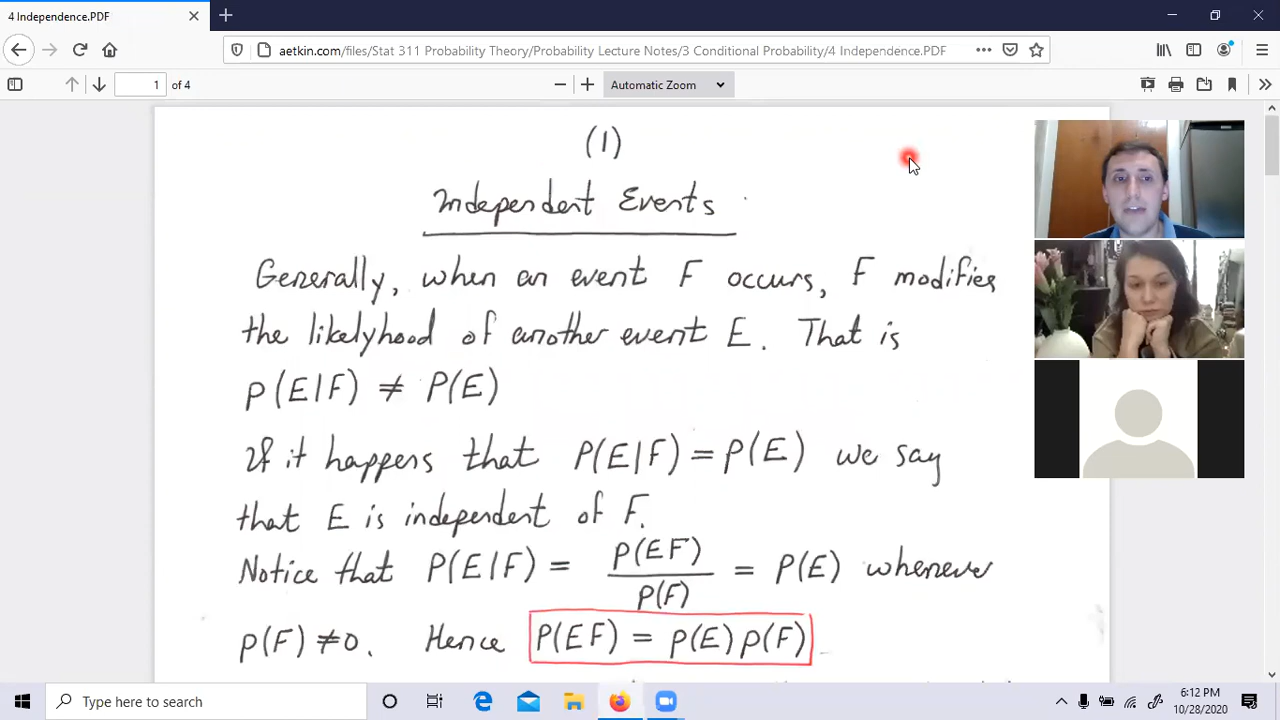 4 Independence.PDF
aetkin.com/files/Stat 311 Probability Theory/Probability Lecture Notes/3 Conditional Probability/4 Independence.PDF
1 of 4
Automatic Zoom
(1)
Independent Events
Generally, when an event F occurs, F modifies
the likelyhood of another event E. That is
P(E|F) ≠ P(E)
If it happens that P(E|F) = P(E) we say
that E is independent of F.
Notice that P(E|F) = P(EF)/P(F) = P(E) whenever
P(F) ≠ 0. Hence P(EF) = P(E)P(F)
Type here to search
6:12 PM
10/28/2020